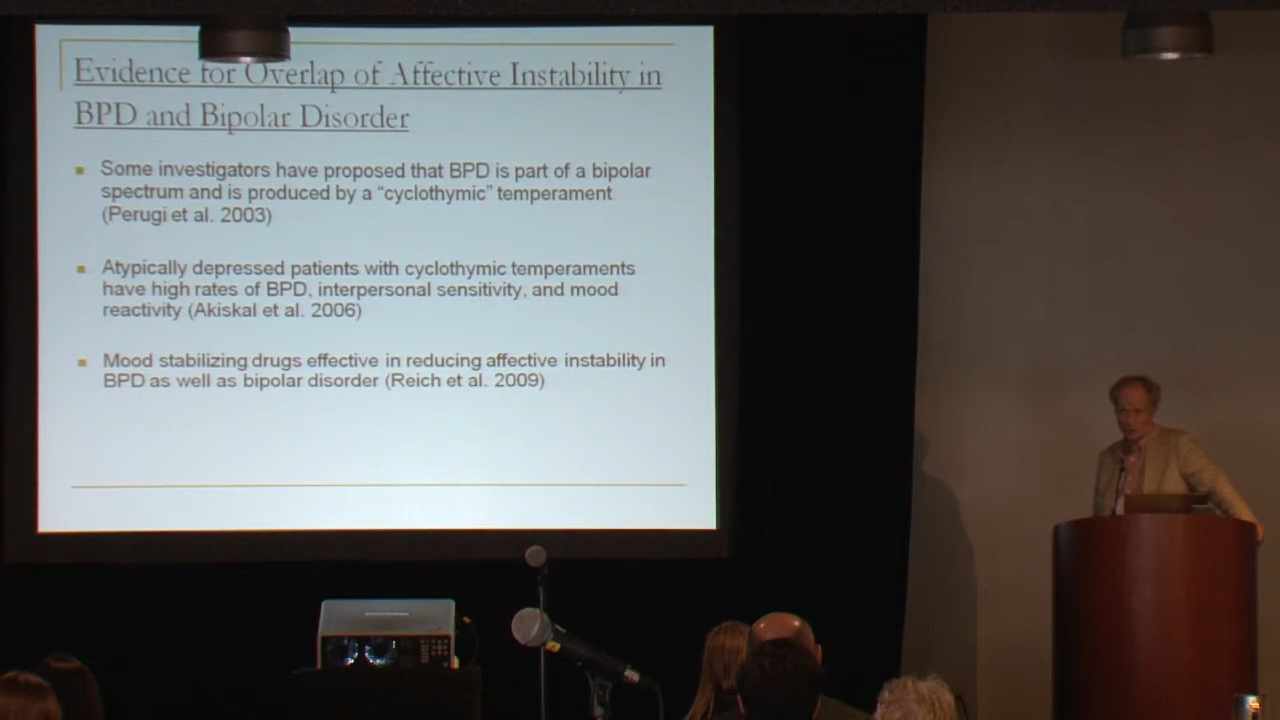 Evidence for Overlap of Affective Instability in
BPD and Bipolar Disorder
Some investigators have proposed that BPD is part of a bipolar
spectrum and is produced by a “cyclothymic” temperament
(Perugi et al. 2003)
Atypically depressed patients with cyclothymic temperaments
have high rates of BPD, interpersonal sensitivity, and mood
reactivity (Akiskal et al. 2006)
Mood stabilizing drugs effective in reducing affective instability in
BPD as well as bipolar disorder (Reich et al. 2009)